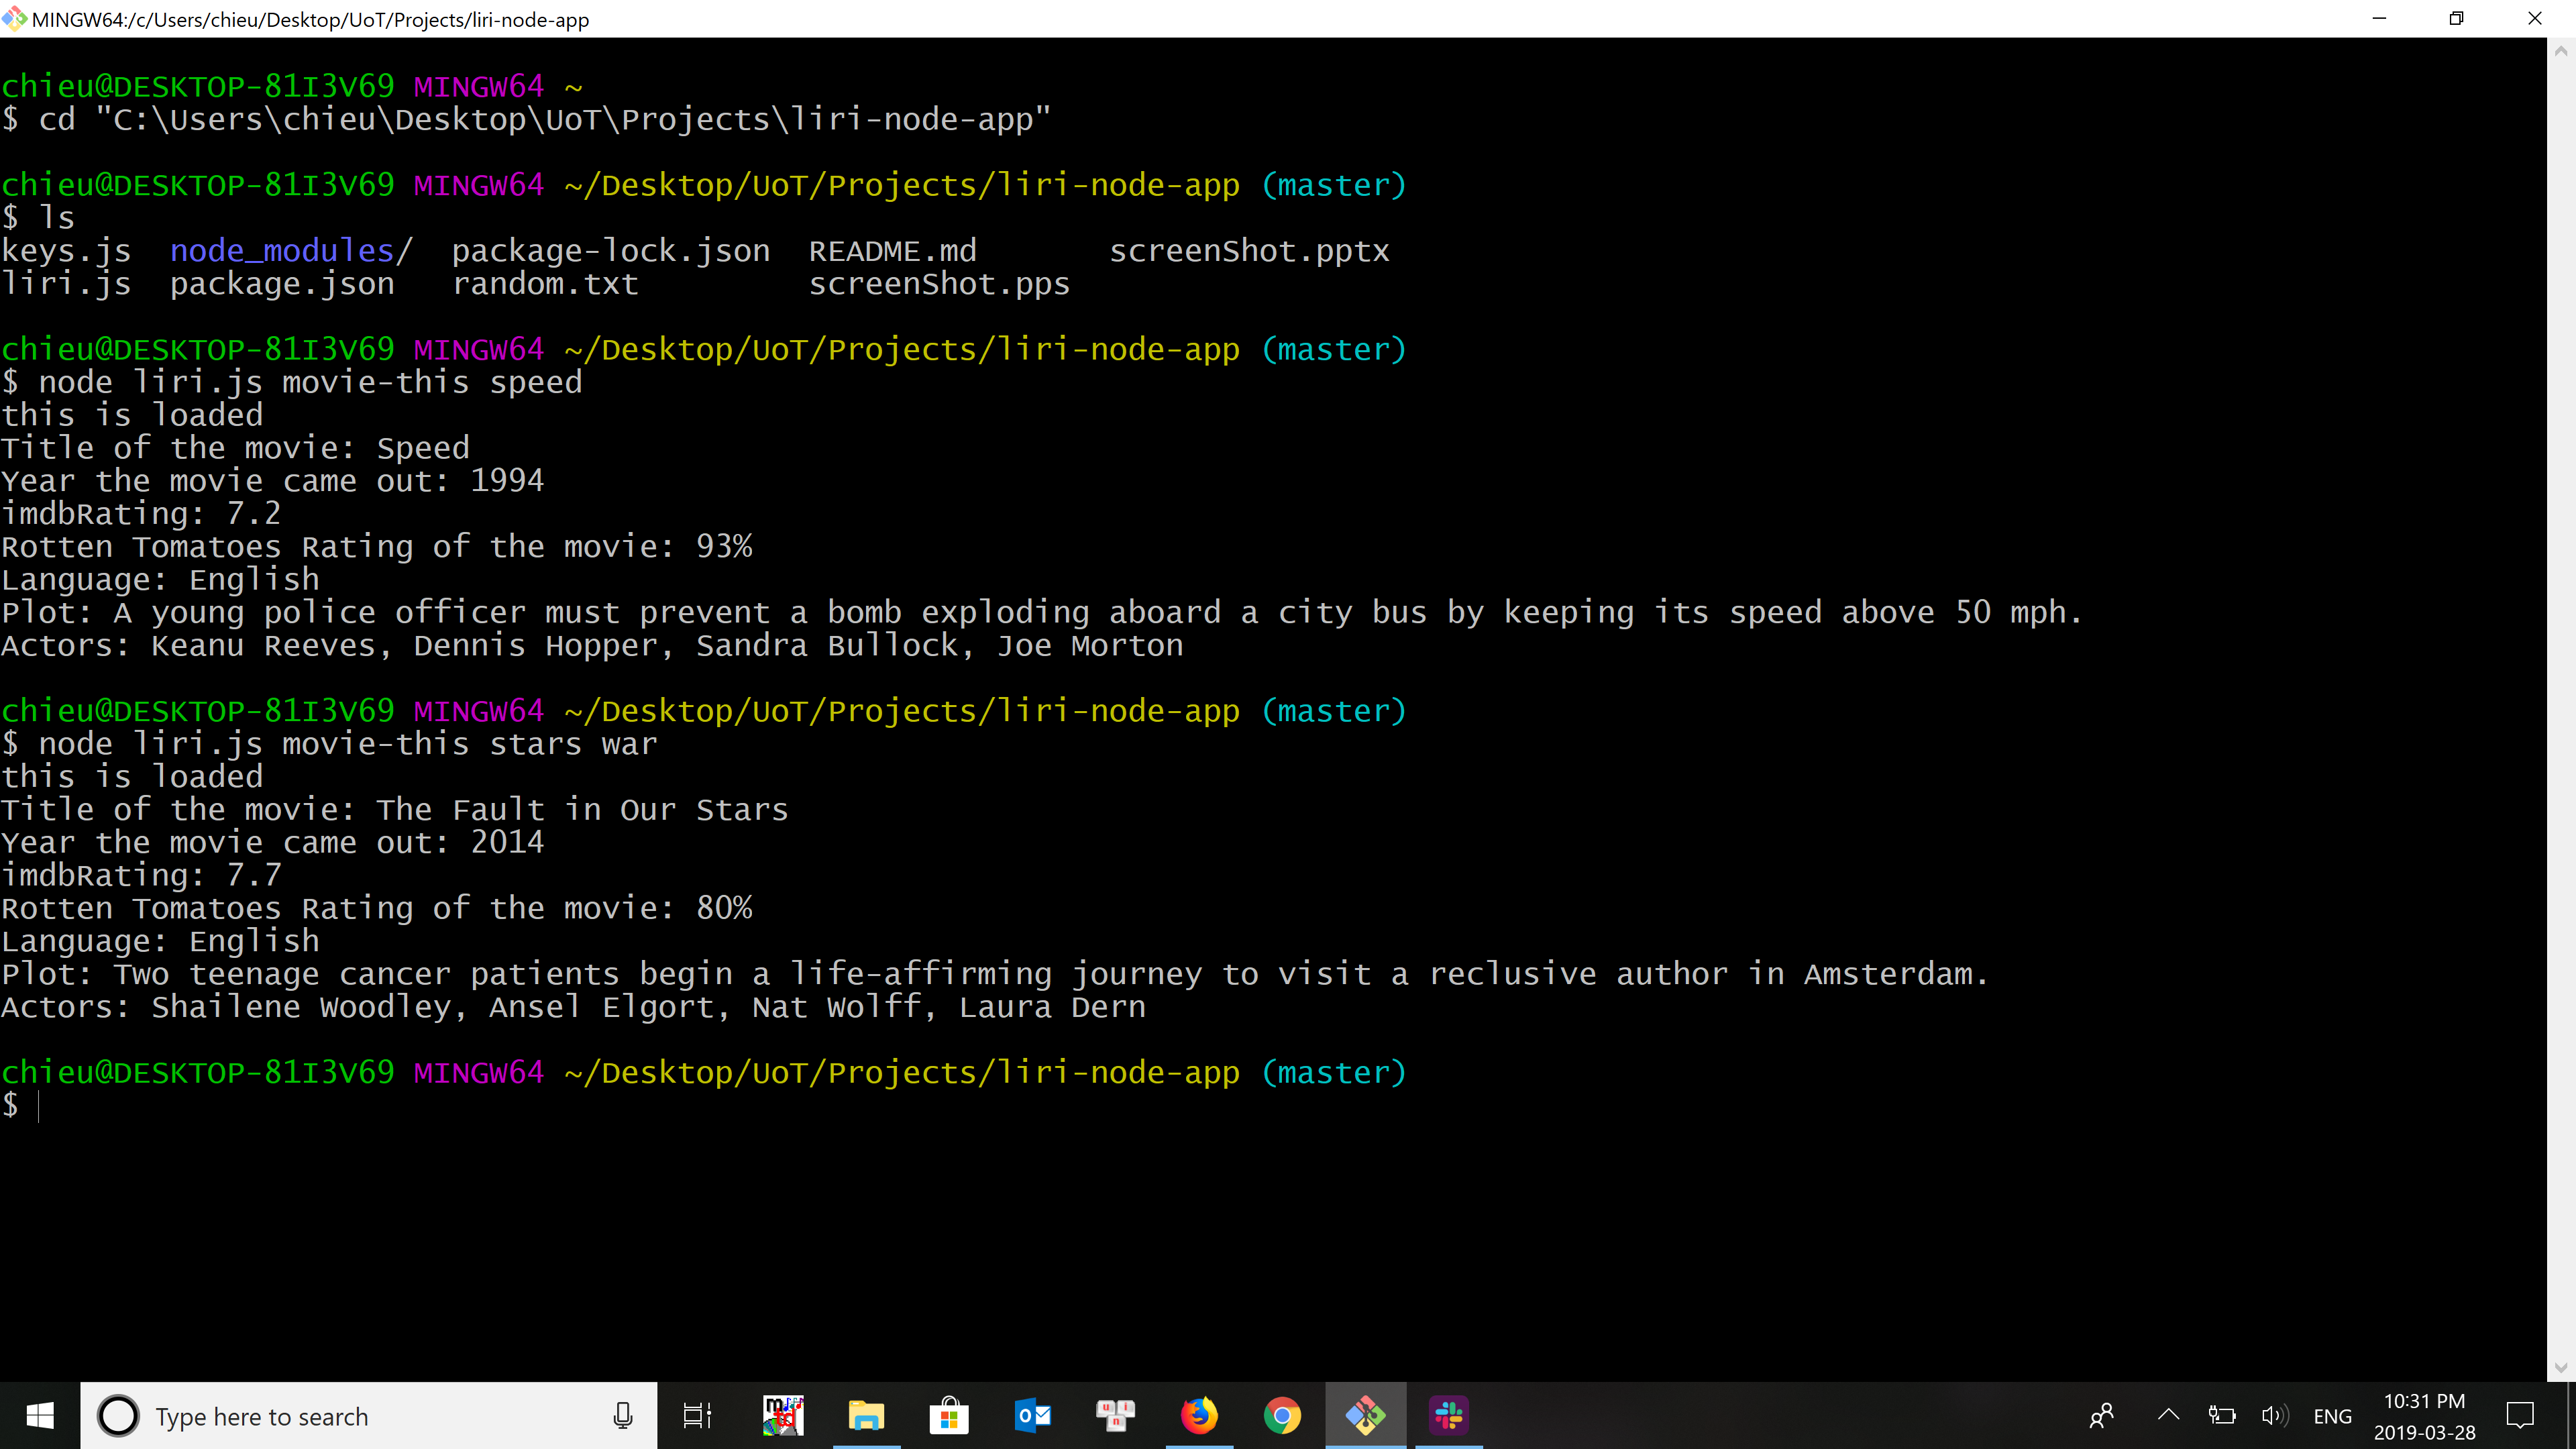 MINGW64:/c/Users/chieu/Desktop/UoT/Projects/liri-node-app
chieu@DESKTOP-81I3V69 MINGW64 ~
$ cd "C:\Users\chieu\Desktop\UoT\Projects\liri-node-app"
chieu@DESKTOP-81I3V69 MINGW64 ~/Desktop/UoT/Projects/liri-node-app (master)
$ ls
keys.js  node_modules/  package-lock.json  README.md       screenShot.pptx
liri.js  package.json   random.txt         screenShot.pps
chieu@DESKTOP-81I3V69 MINGW64 ~/Desktop/UoT/Projects/liri-node-app (master)
$ node liri.js movie-this speed
this is loaded
Title of the movie: Speed
Year the movie came out: 1994
imdbRating: 7.2
Rotten Tomatoes Rating of the movie: 93%
Language: English
Plot: A young police officer must prevent a bomb exploding aboard a city bus by keeping its speed above 50 mph.
Actors: Keanu Reeves, Dennis Hopper, Sandra Bullock, Joe Morton
chieu@DESKTOP-81I3V69 MINGW64 ~/Desktop/UoT/Projects/liri-node-app (master)
$ node liri.js movie-this stars war
this is loaded
Title of the movie: The Fault in Our Stars
Year the movie came out: 2014
imdbRating: 7.7
Rotten Tomatoes Rating of the movie: 80%
Language: English
Plot: Two teenage cancer patients begin a life-affirming journey to visit a reclusive author in Amsterdam.
Actors: Shailene Woodley, Ansel Elgort, Nat Wolff, Laura Dern
chieu@DESKTOP-81I3V69 MINGW64 ~/Desktop/UoT/Projects/liri-node-app (master)
$
Type here to search
ENG
10:31 PM
2019-03-28